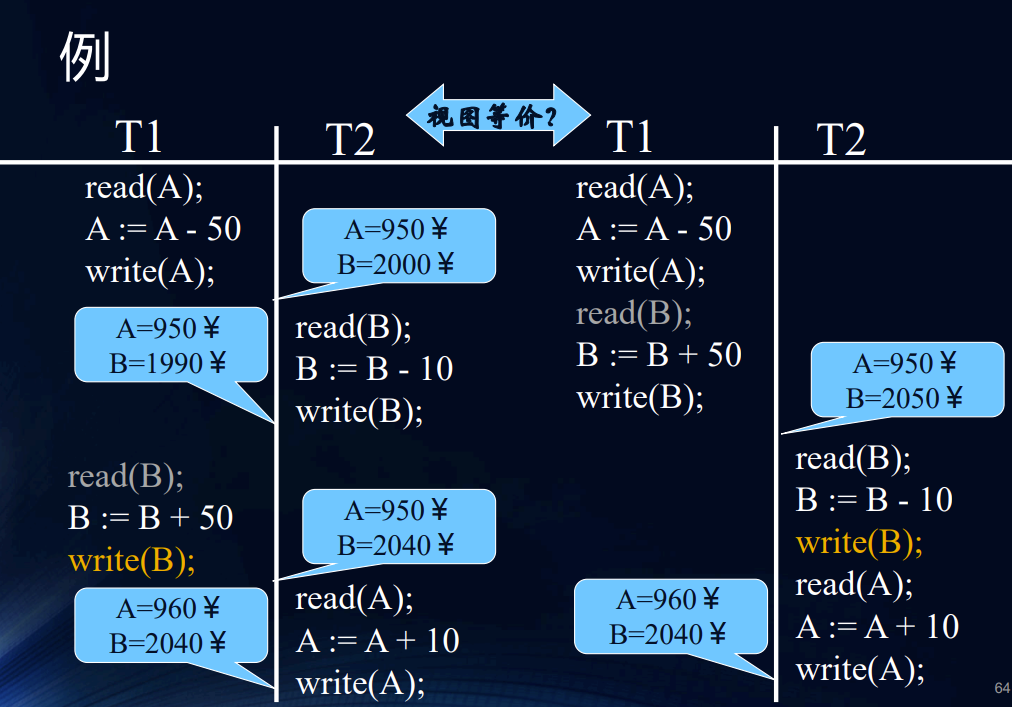 例
视图等价?
T1
T2
T1
T2
read(A);
A := A - 50
write(A);
A=950￥
B=2000￥
A=950￥
B=1990￥
read(B);
B := B - 10
write(B);
read(B);
B := B + 50
write(B);
A=950￥
B=2040￥
A=960￥
B=2040￥
read(A);
A := A + 10
write(A);
read(A);
A := A - 50
write(A);
read(B);
B := B + 50
write(B);
A=950￥
B=2050￥
read(B);
B := B - 10
write(B);
read(A);
A := A + 10
write(A);
A=960￥
B=2040￥
64